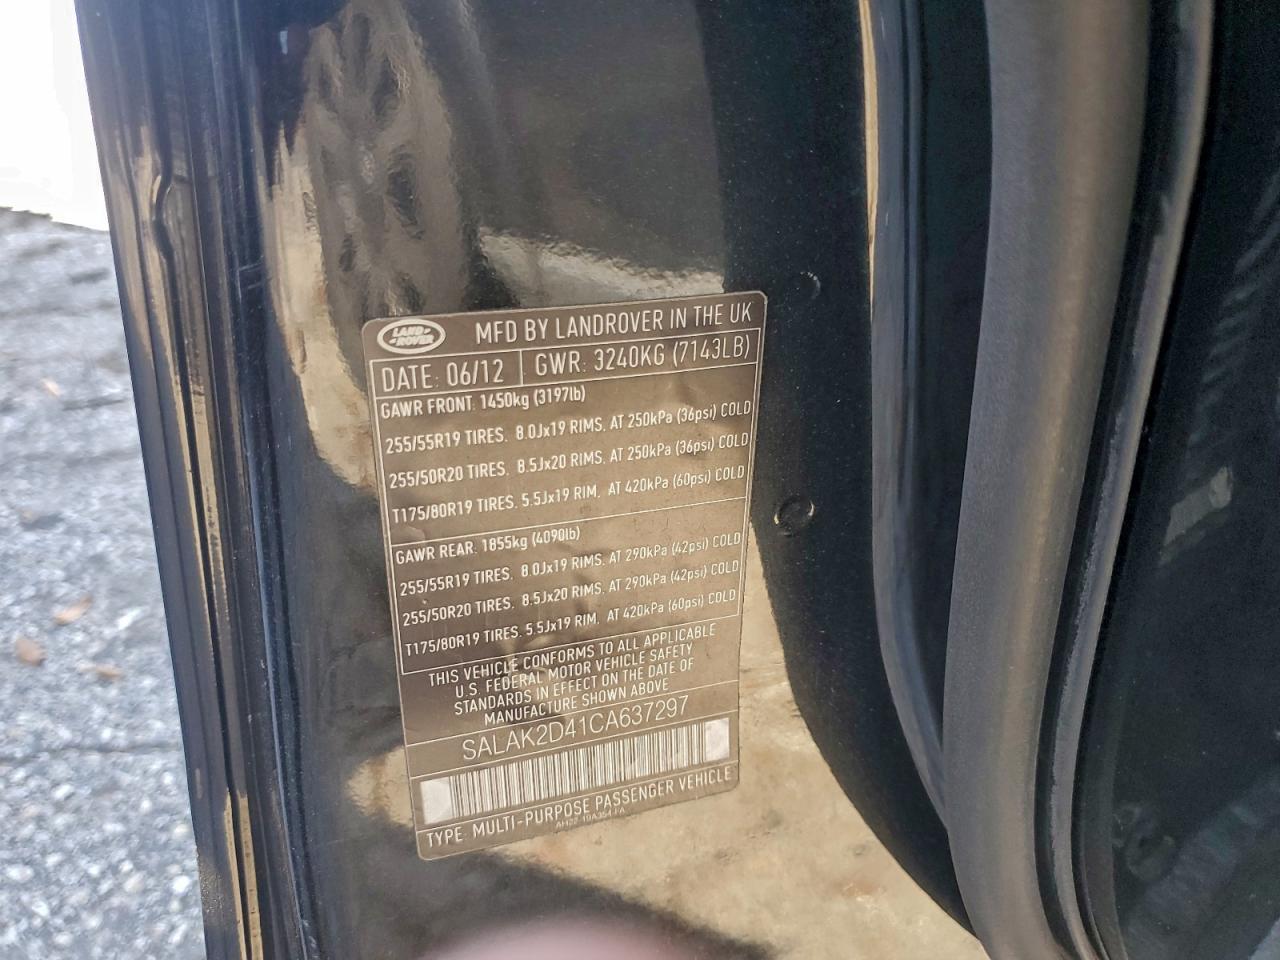 LAND-
-ROVER
MFD BY LANDROVER IN THE UK
DATE: 06/12 GWR: 3240KG (7143LB)
GAWR FRONT: 1450kg (3197lb)
255/55R19 TIRES. 8.0Jx19 RIMS, AT 250kPa (36psi) COLD
255/50R20 TIRES. 8.5Jx20 RIMS, AT 250kPa (36psi) COLD
T175/80R19 TIRES. 5.5Jx19 RIM, AT 420kPa (60psi) COLD
GAWR REAR: 1855kg (4090lb)
255/55R19 TIRES. 8.0Jx19 RIMS, AT 290kPa (42psi) COLD
255/50R20 TIRES. 8.5Jx20 RIMS, AT 290kPa (42psi) COLD
T175/80R19 TIRES. 5.5Jx19 RIM, AT 420kPa (60psi) COLD
THIS VEHICLE CONFORMS TO ALL APPLICABLE
U.S. FEDERAL MOTOR VEHICLE SAFETY
STANDARDS IN EFFECT ON THE DATE OF
MANUFACTURE SHOWN ABOVE
SALAK2D41CA637297
TYPE: MULTI-PURPOSE PASSENGER VEHICLE